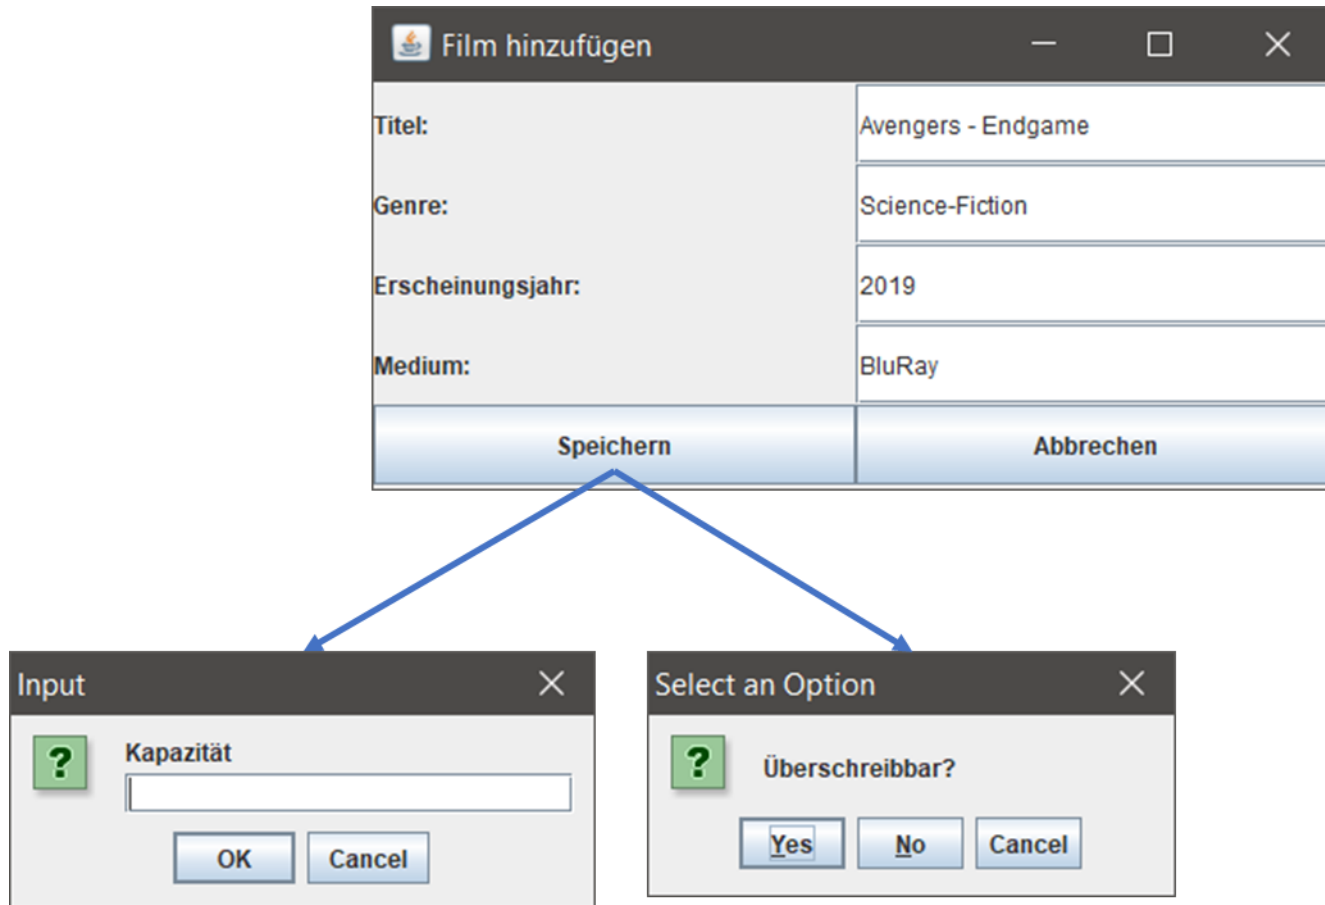 Film hinzufügen
Titel: Avengers - Endgame
Genre: Science-Fiction
Erscheinungsjahr: 2019
Medium: BluRay
Speichern Abbrechen
Input
? Kapazität
OK Cancel
Select an Option
? Überschreibbar?
Yes No Cancel